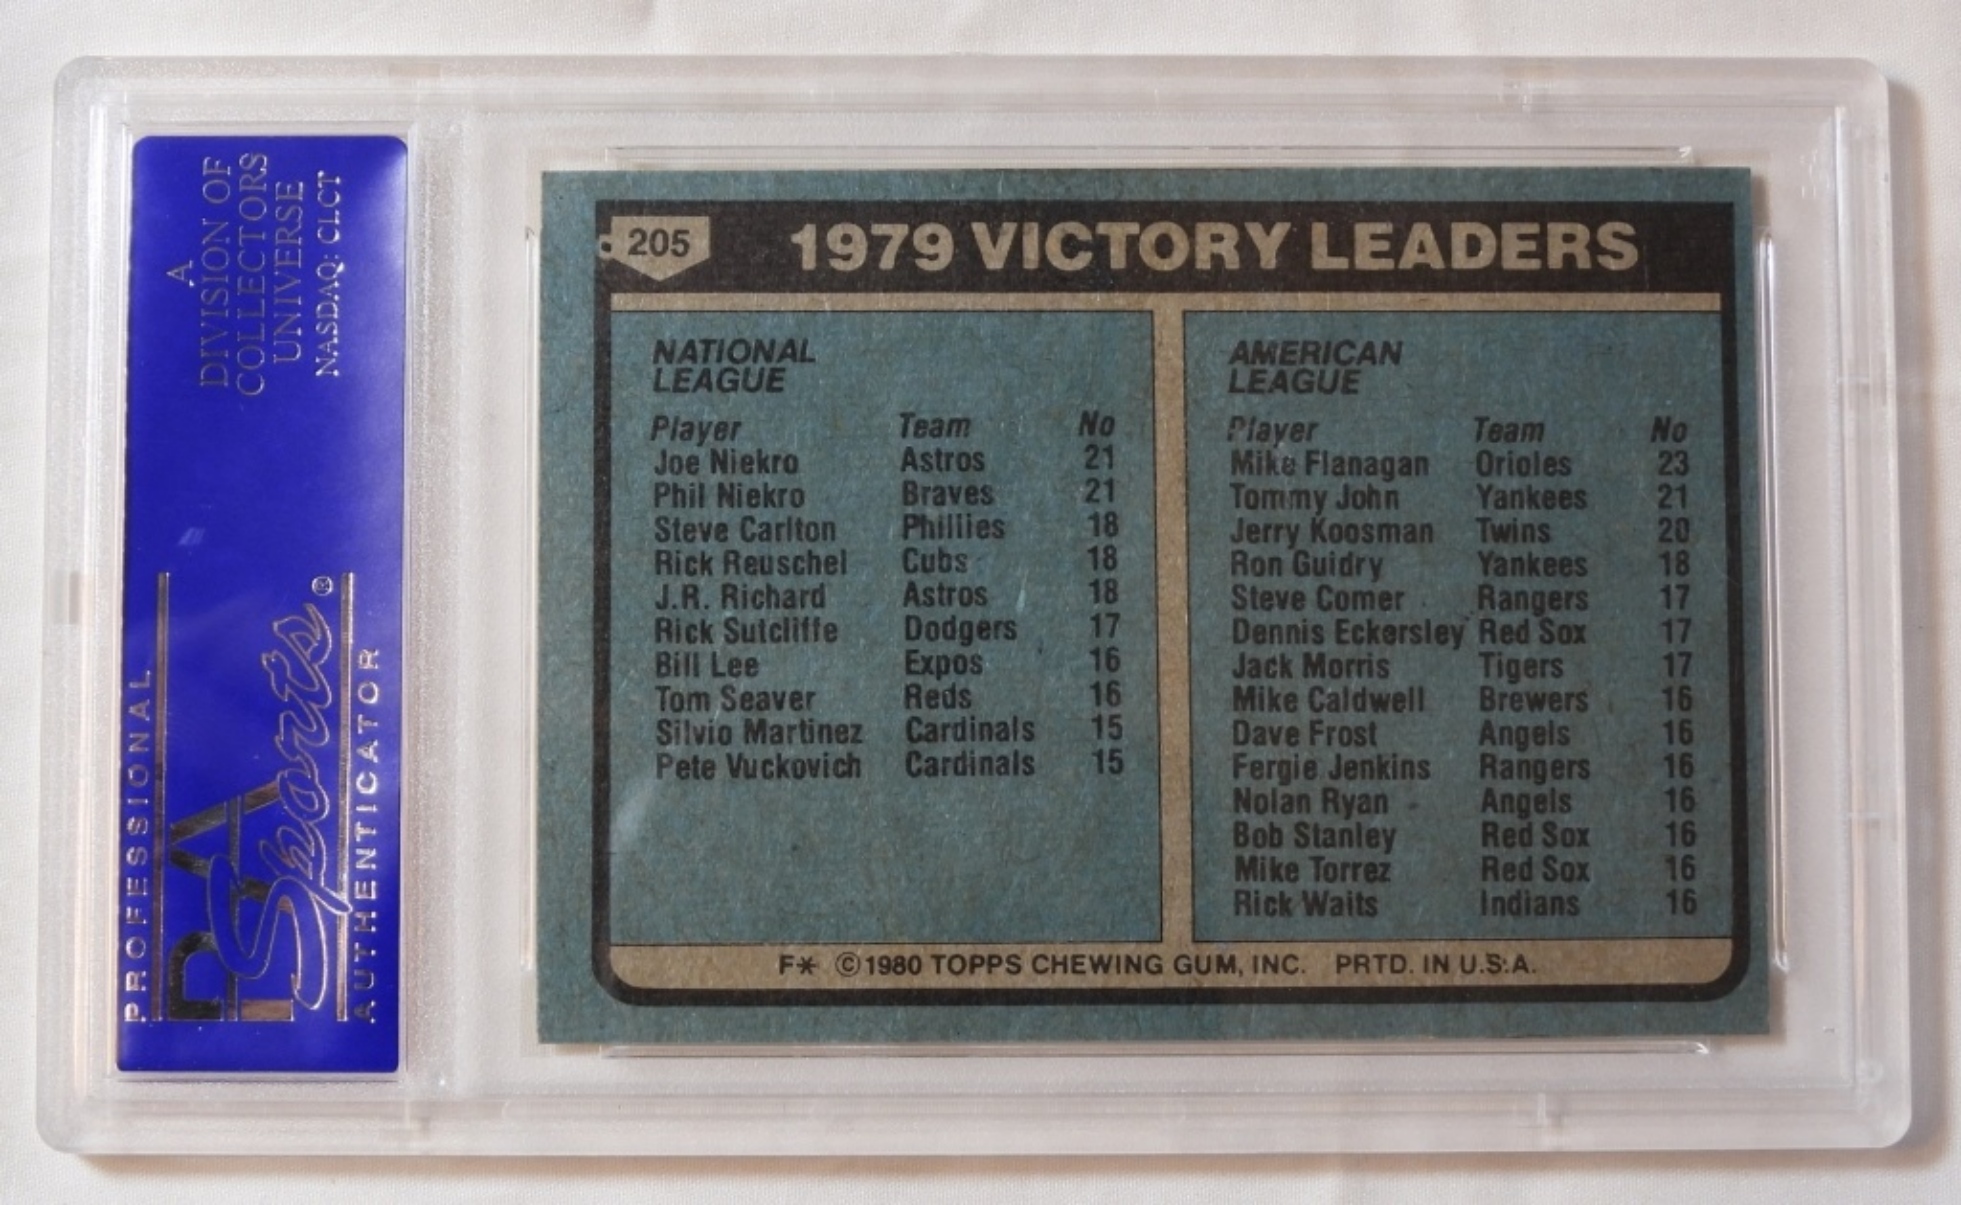 A
DIVISION OF
COLLECTORS
UNIVERSE
NASDAQ: CLCT
PROFESSIONAL
PSA
Sports®
AUTHENTICATOR
205
1979 VICTORY LEADERS
NATIONAL
LEAGUE
Player Team No
Joe Niekro Astros 21
Phil Niekro Braves 21
Steve Carlton Phillies 18
Rick Reuschel Cubs 18
J.R. Richard Astros 18
Rick Sutcliffe Dodgers 17
Bill Lee Expos 16
Tom Seaver Reds 16
Silvio Martinez Cardinals 15
Pete Vuckovich Cardinals 15
AMERICAN
LEAGUE
Player Team No
Mike Flanagan Orioles 23
Tommy John Yankees 21
Jerry Koosman Twins 20
Ron Guidry Yankees 18
Steve Comer Rangers 17
Dennis Eckersley Red Sox 17
Jack Morris Tigers 17
Mike Caldwell Brewers 16
Dave Frost Angels 16
Fergie Jenkins Rangers 16
Nolan Ryan Angels 16
Bob Stanley Red Sox 16
Mike Torrez Red Sox 16
Rick Waits Indians 16
F* ©1980 TOPPS CHEWING GUM, INC. PRTD. IN U.S.A.